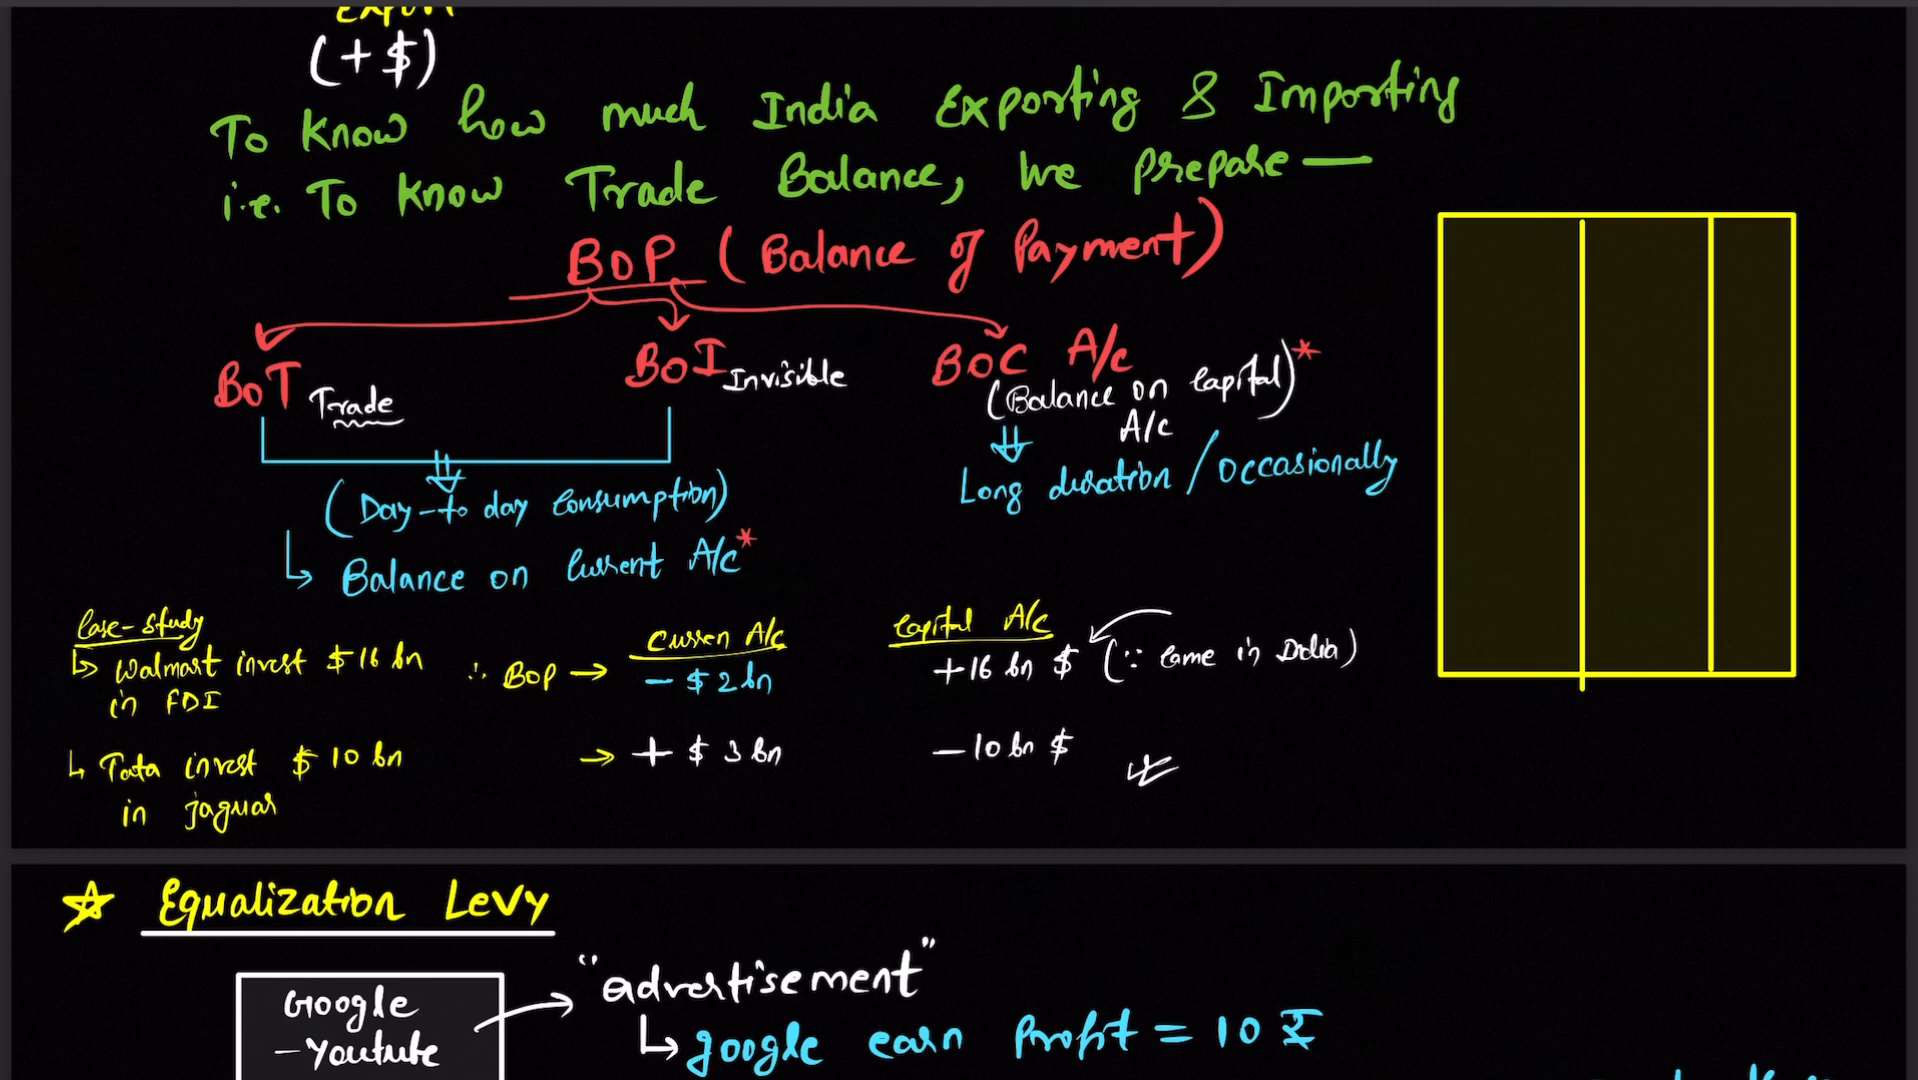 Export
(+$)
To Know how much India Exporting & Importing
i.e. To Know Trade Balance, We prepare —
BOP (Balance of Payment)
BOT Trade
BOI Invisible
BOC A/c
(Balance on Capital)*
A/c
Long duration / Occasionally
(Day-to day Consumption)
Balance on Current A/c*
Case-Study
Walmart invest $16 bn
in FDI
∴ BOP →
Curren A/c
- $2 bn
Capital A/c
+16 bn $ (∵ Came in India)
Tata invest $10 bn
in jaguar
→ + $ 3 bn
-10 bn $
☆ Equalization Levy
Google
- Youtube
"advertisement"
google earn Profit = 10 ₹